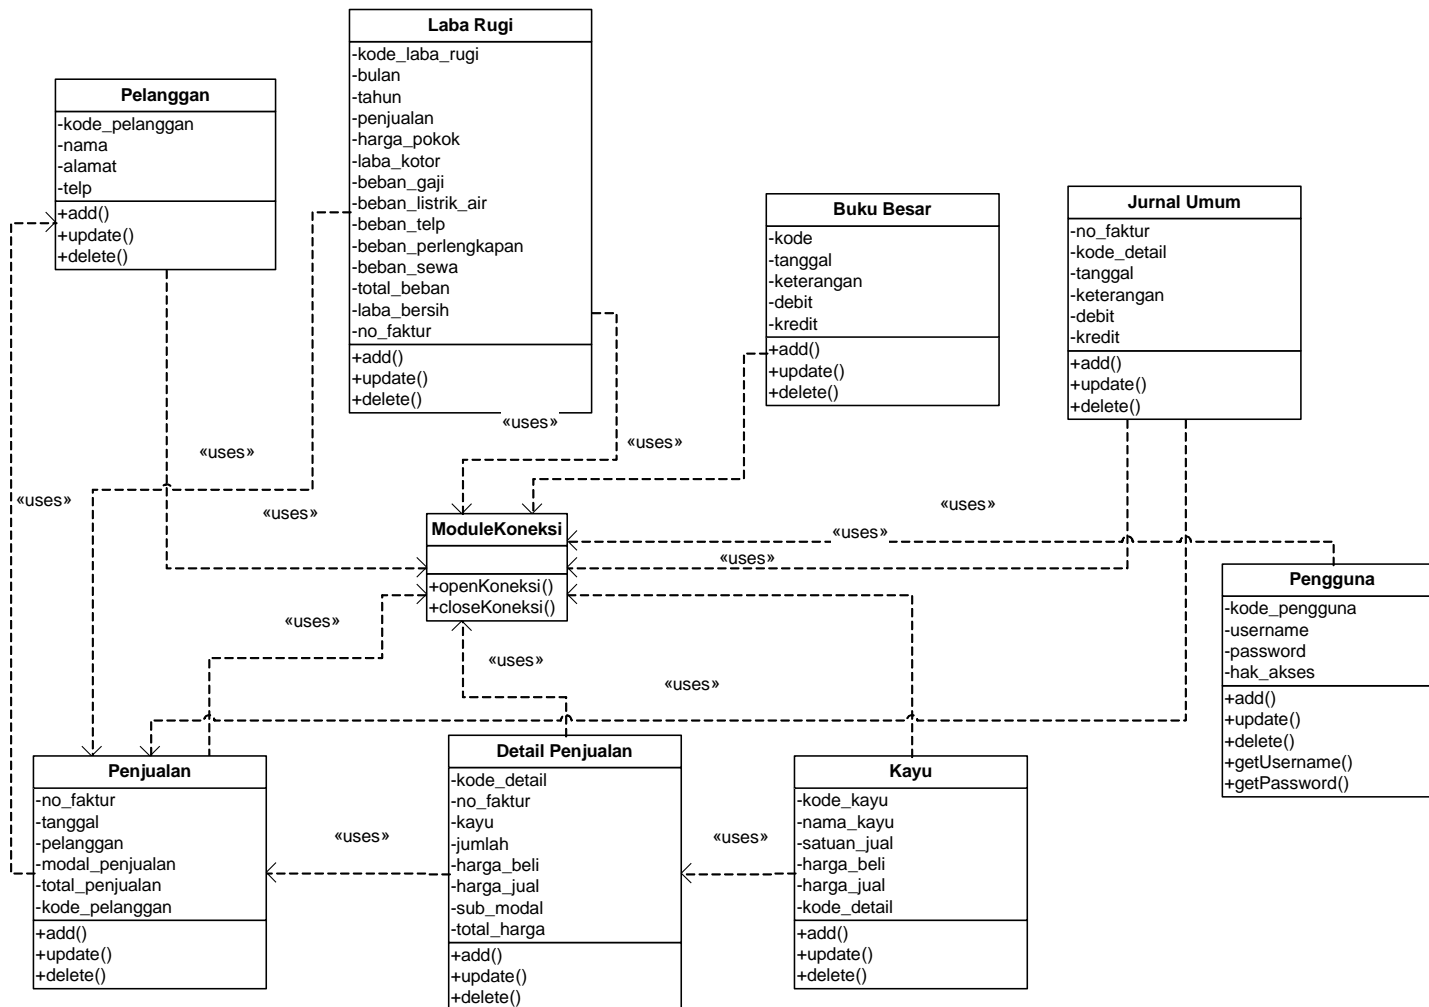 Laba Rugi
-kode_laba_rugi
-bulan
-tahun
-penjualan
-harga_pokok
-laba_kotor
-beban_gaji
-beban_listrik_air
-beban_telp
-beban_perlengkapan
-beban_sewa
-total_beban
-laba_bersih
-no_faktur
+add()
+update()
+delete()
Pelanggan
-kode_pelanggan
-nama
-alamat
-telp
+add()
+update()
+delete()
Buku Besar
-kode
-tanggal
-keterangan
-debit
-kredit
+add()
+update()
+delete()
Jurnal Umum
-no_faktur
-kode_detail
-tanggal
-keterangan
-debit
-kredit
+add()
+update()
+delete()
«uses»
«uses»
«uses»
«uses»
«uses»
«uses»
«uses»
«uses»
ModuleKoneksi
+openKoneksi()
+closeKoneksi()
Pengguna
-kode_pengguna
-username
-password
-hak_akses
+add()
+update()
+delete()
+getUsername()
+getPassword()
«uses»
«uses»
«uses»
Penjualan
-no_faktur
-tanggal
-pelanggan
-modal_penjualan
-total_penjualan
-kode_pelanggan
+add()
+update()
+delete()
«uses»
Detail Penjualan
-kode_detail
-no_faktur
-kayu
-jumlah
-harga_beli
-harga_jual
-sub_modal
-total_harga
+add()
+update()
+delete()
«uses»
Kayu
-kode_kayu
-nama_kayu
-satuan_jual
-harga_beli
-harga_jual
-kode_detail
+add()
+update()
+delete()